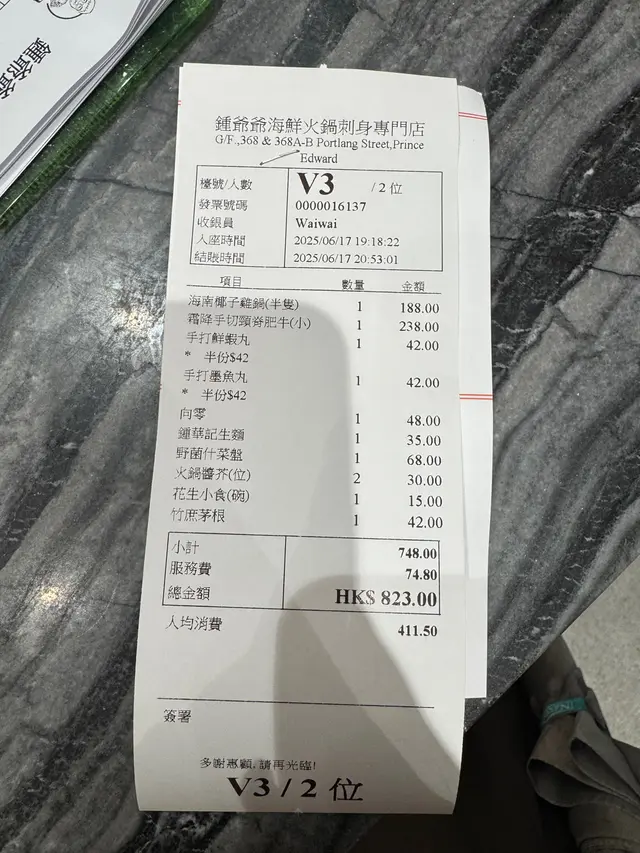 鍾爺爺
鍾爺爺海鮮火鍋刺身專門店
G/F.,368 & 368A-B Portlang Street,Prince
Edward
檯號/人數 V3 / 2 位
發票號碼 0000016137
收銀員 Waiwai
入座時間 2025/06/17 19:18:22
結賬時間 2025/06/17 20:53:01
項目 數量 金額
海南椰子雞鍋(半隻) 1 188.00
霜降手切頸脊肥牛(小) 1 238.00
手打鮮蝦丸 1 42.00
* 半份$42
手打墨魚丸 1 42.00
* 半份$42
向零 1 48.00
鍾華記生麵 1 35.00
野菌什菜盤 1 68.00
火鍋醬芥(位) 2 30.00
花生小食(碗) 1 15.00
竹庶茅根 1 42.00
小計 748.00
服務費 74.80
總金額 HK$ 823.00
人均消費 411.50
簽署
多謝惠顧,請再光臨!
V3 / 2 位